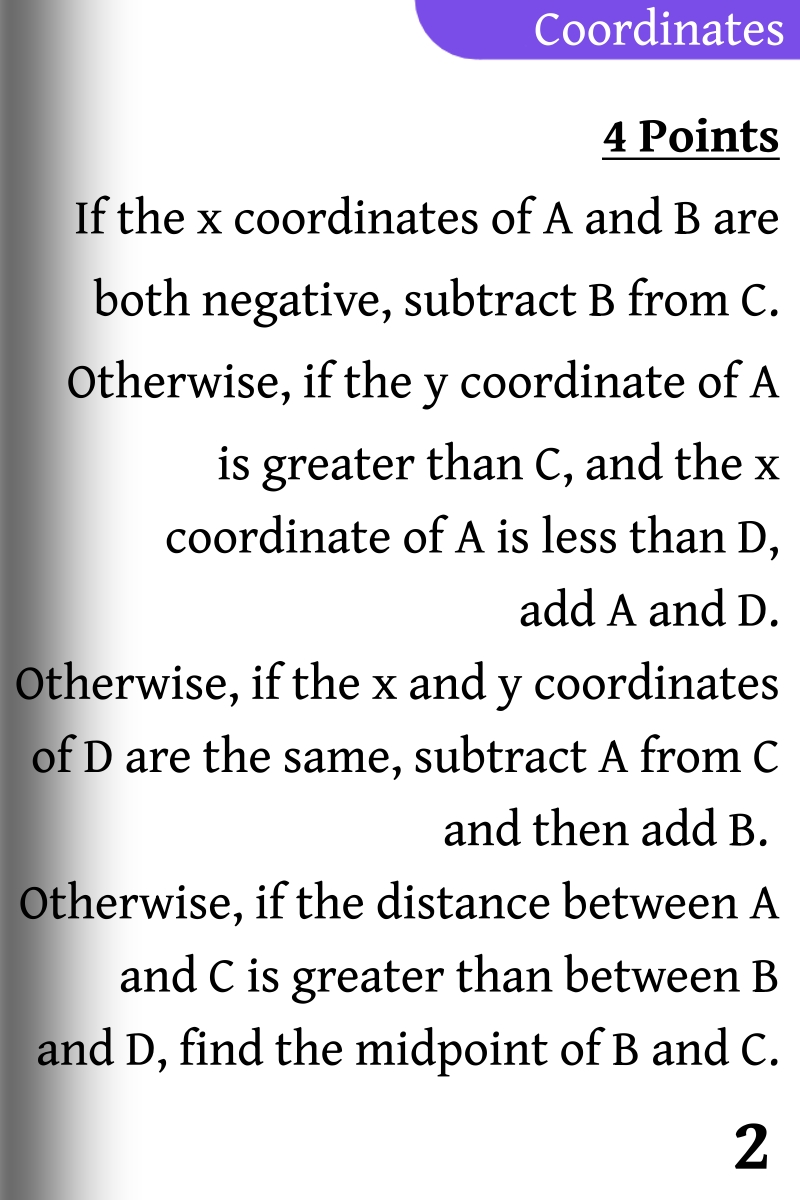 Coordinates
4 Points
If the x coordinates of A and B are
both negative, subtract B from C.
Otherwise, if the y coordinate of A
is greater than C, and the x
coordinate of A is less than D,
add A and D.
Otherwise, if the x and y coordinates
of D are the same, subtract A from C
and then add B.
Otherwise, if the distance between A
and C is greater than between B
and D, find the midpoint of B and C.
2